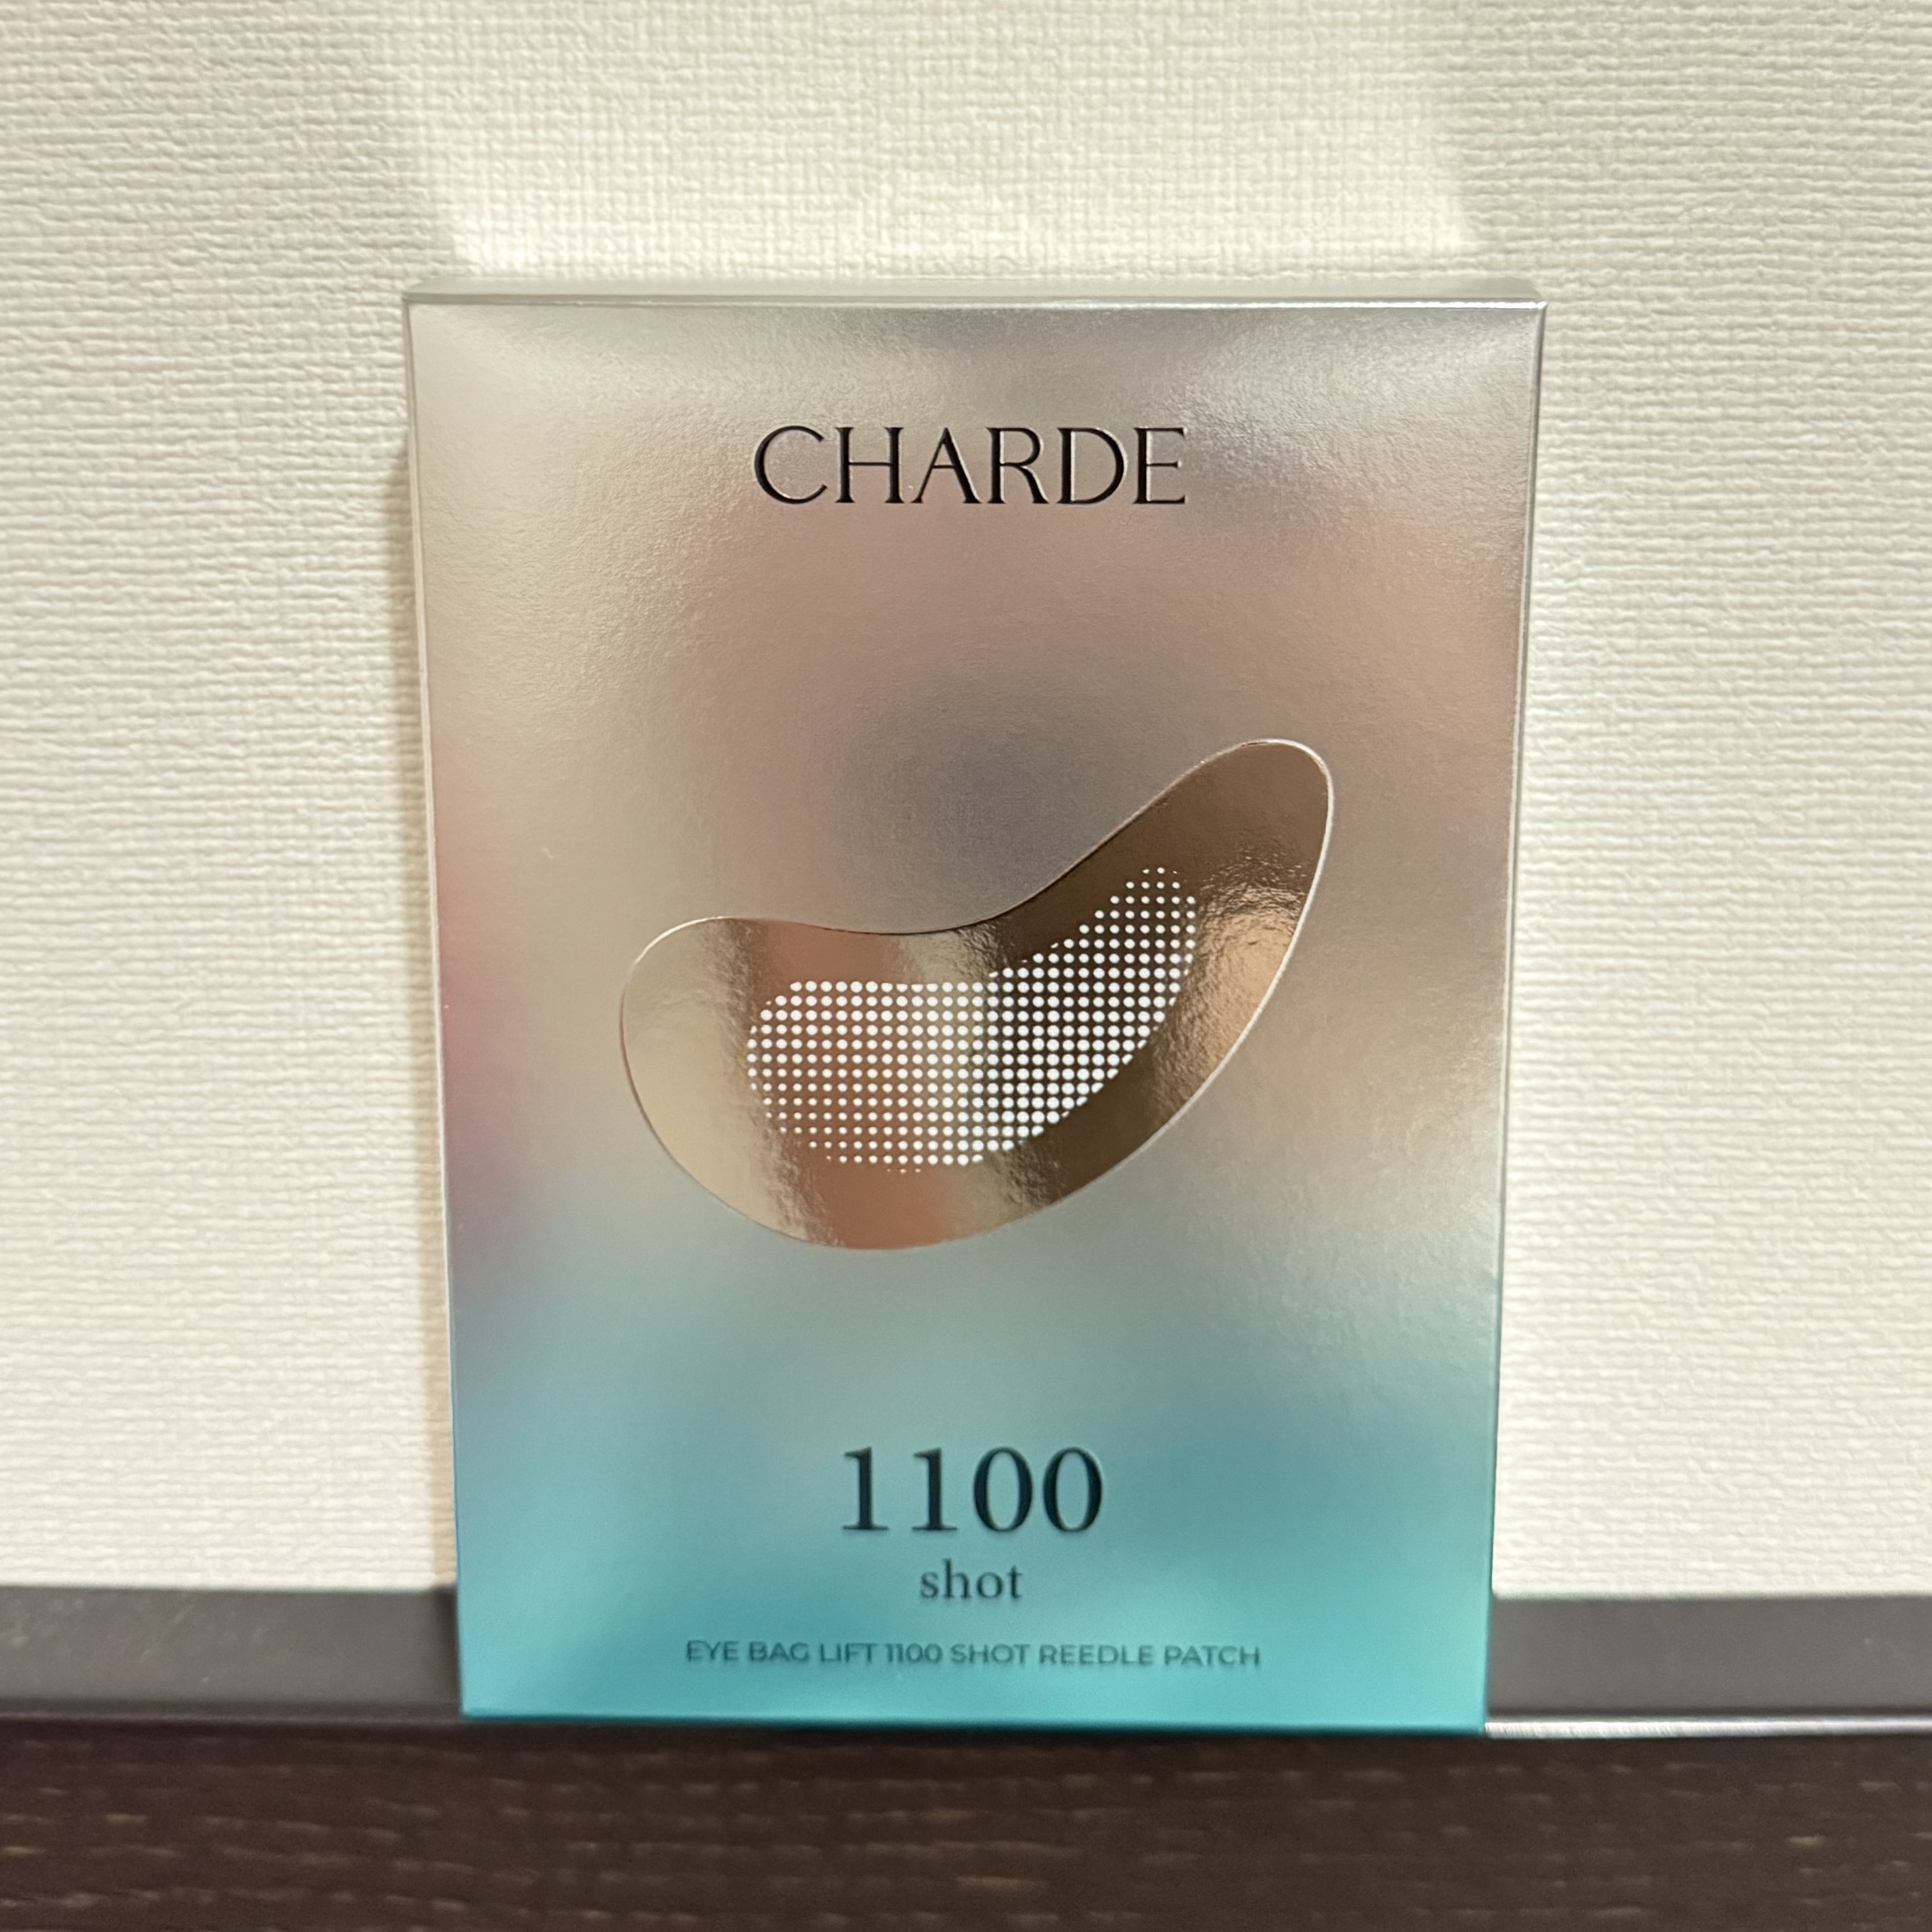 CHARDE
1100
shot
EYE BAG LIFT 1100 SHOT REEDLE PATCH